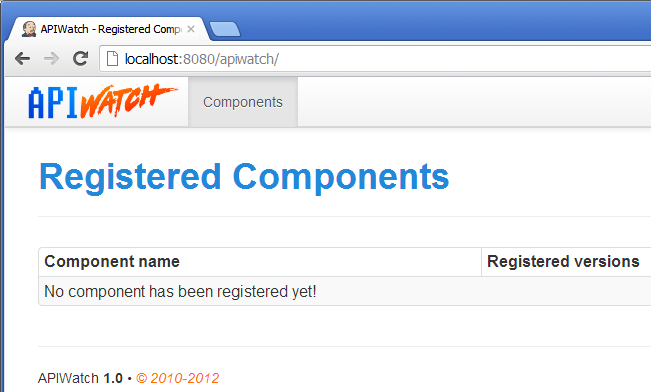 APIWatch - Registered Comp
localhost:8080/apiwatch/
APIWATCH Components
Registered Components
Component name Registered versions
No component has been registered yet!
APIWatch 1.0 • © 2010-2012